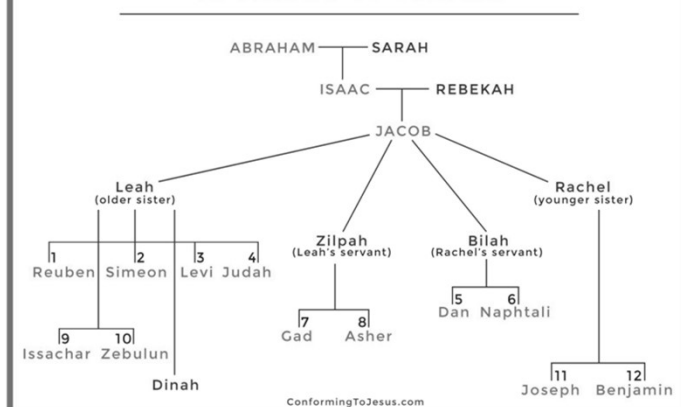 ABRAHAM SARAH
ISAAC REBEKAH
JACOB
Leah
(older sister)
Rachel
(younger sister)
Zilpah
(Leah's servant)
Bilah
(Rachel's servant)
1 2 3 4
Reuben Simeon Levi Judah
5 6
Dan Naphtali
7 8
Gad Asher
9 10
Issachar Zebulun
Dinah
11 12
Joseph Benjamin
ConformingToJesus.com